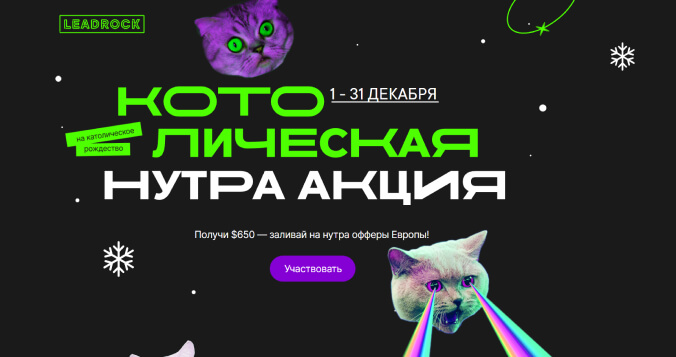 LEADROCK
1 - 31 ДЕКАБРЯ
КОТО
на католическое
рождество
ЛИЧЕСКАЯ
НУТРА АКЦИЯ
Получи $650 — заливай на нутра офферы Европы!
Участвовать